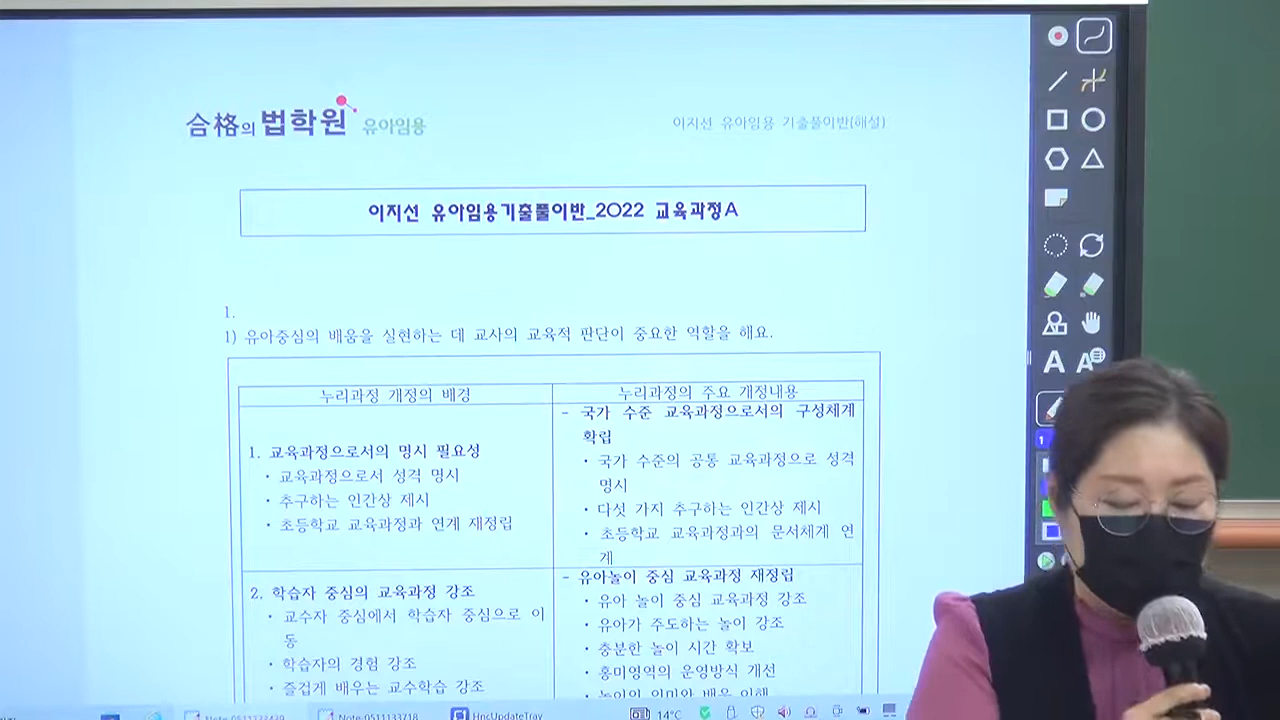 合格의 법학원 유아임용
이지선 유아임용 기출풀이반(해설)
이지선 유아임용기출풀이반_2022 교육과정A
1.
1) 유아중심의 배움을 실현하는 데 교사의 교육적 판단이 중요한 역할을 해요.
누리과정 개정의 배경
누리과정의 주요 개정내용
1. 교육과정으로서의 명시 필요성
· 교육과정으로서 성격 명시
· 추구하는 인간상 제시
· 초등학교 교육과정과 연계 재정립
- 국가 수준 교육과정으로서의 구성체계
확립
· 국가 수준의 공통 교육과정으로 성격
명시
· 다섯 가지 추구하는 인간상 제시
· 초등학교 교육과정과의 문서체계 연
계
2. 학습자 중심의 교육과정 강조
· 교수자 중심에서 학습자 중심으로 이
동
· 학습자의 경험 강조
· 즐겁게 배우는 교수학습 강조
- 유아놀이 중심 교육과정 재정립
· 유아 놀이 중심 교육과정 강조
· 유아가 주도하는 놀이 강조
· 충분한 놀이 시간 확보
· 흥미영역의 운영방식 개선
· 놀이의 의미와 배움 이해
A
A
1
Note-0511133439
Note-0511133718
HncUpdateTray
14°C